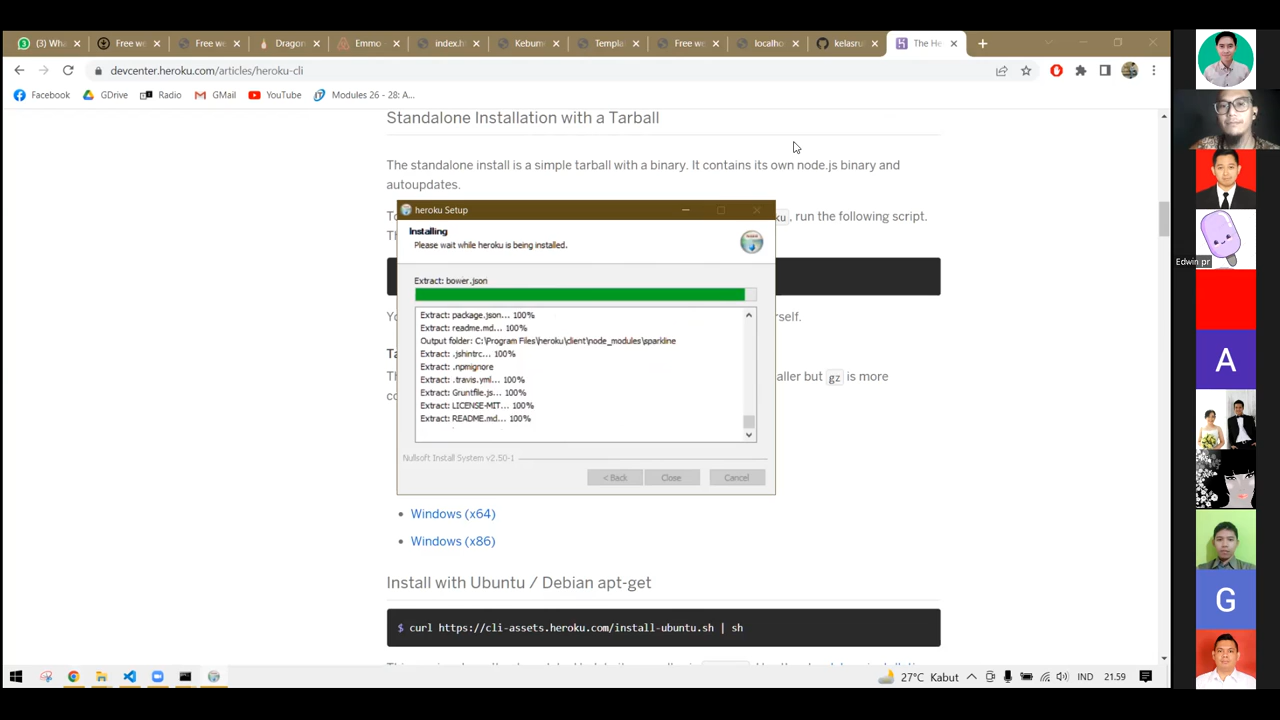 (3) Wha
Free wo
Free we
Dragon
Emmo -
index.h
Kebum
Templa
Free we
localho
kelasru
The He
devcenter.heroku.com/articles/heroku-cli
Facebook
GDrive
Radio
GMail
YouTube
Modules 26 - 28: A...
Standalone Installation with a Tarball
The standalone install is a simple tarball with a binary. It contains its own node.js binary and
autoupdates.
ku, run the following script.
heroku Setup
Installing
Please wait while heroku is being installed.
Extract: bower.json
Extract: package.json... 100%
Extract: readme.md... 100%
Output folder: C:\Program Files\heroku\client\node_modules\sparkline
Extract: .jshintrc... 100%
Extract: .npmignore
Extract: .travis.yml... 100%
Extract: Gruntfile.js... 100%
Extract: LICENSE-MIT... 100%
Extract: README.md... 100%
Nullsoft Install System v2.50-1
< Back
Close
Cancel
rself.
aller but gz is more
Windows (x64)
Windows (x86)
Install with Ubuntu / Debian apt-get
$ curl https://cli-assets.heroku.com/install-ubuntu.sh | sh
27°C Kabut
IND
21.59
Edwin pr
A
G